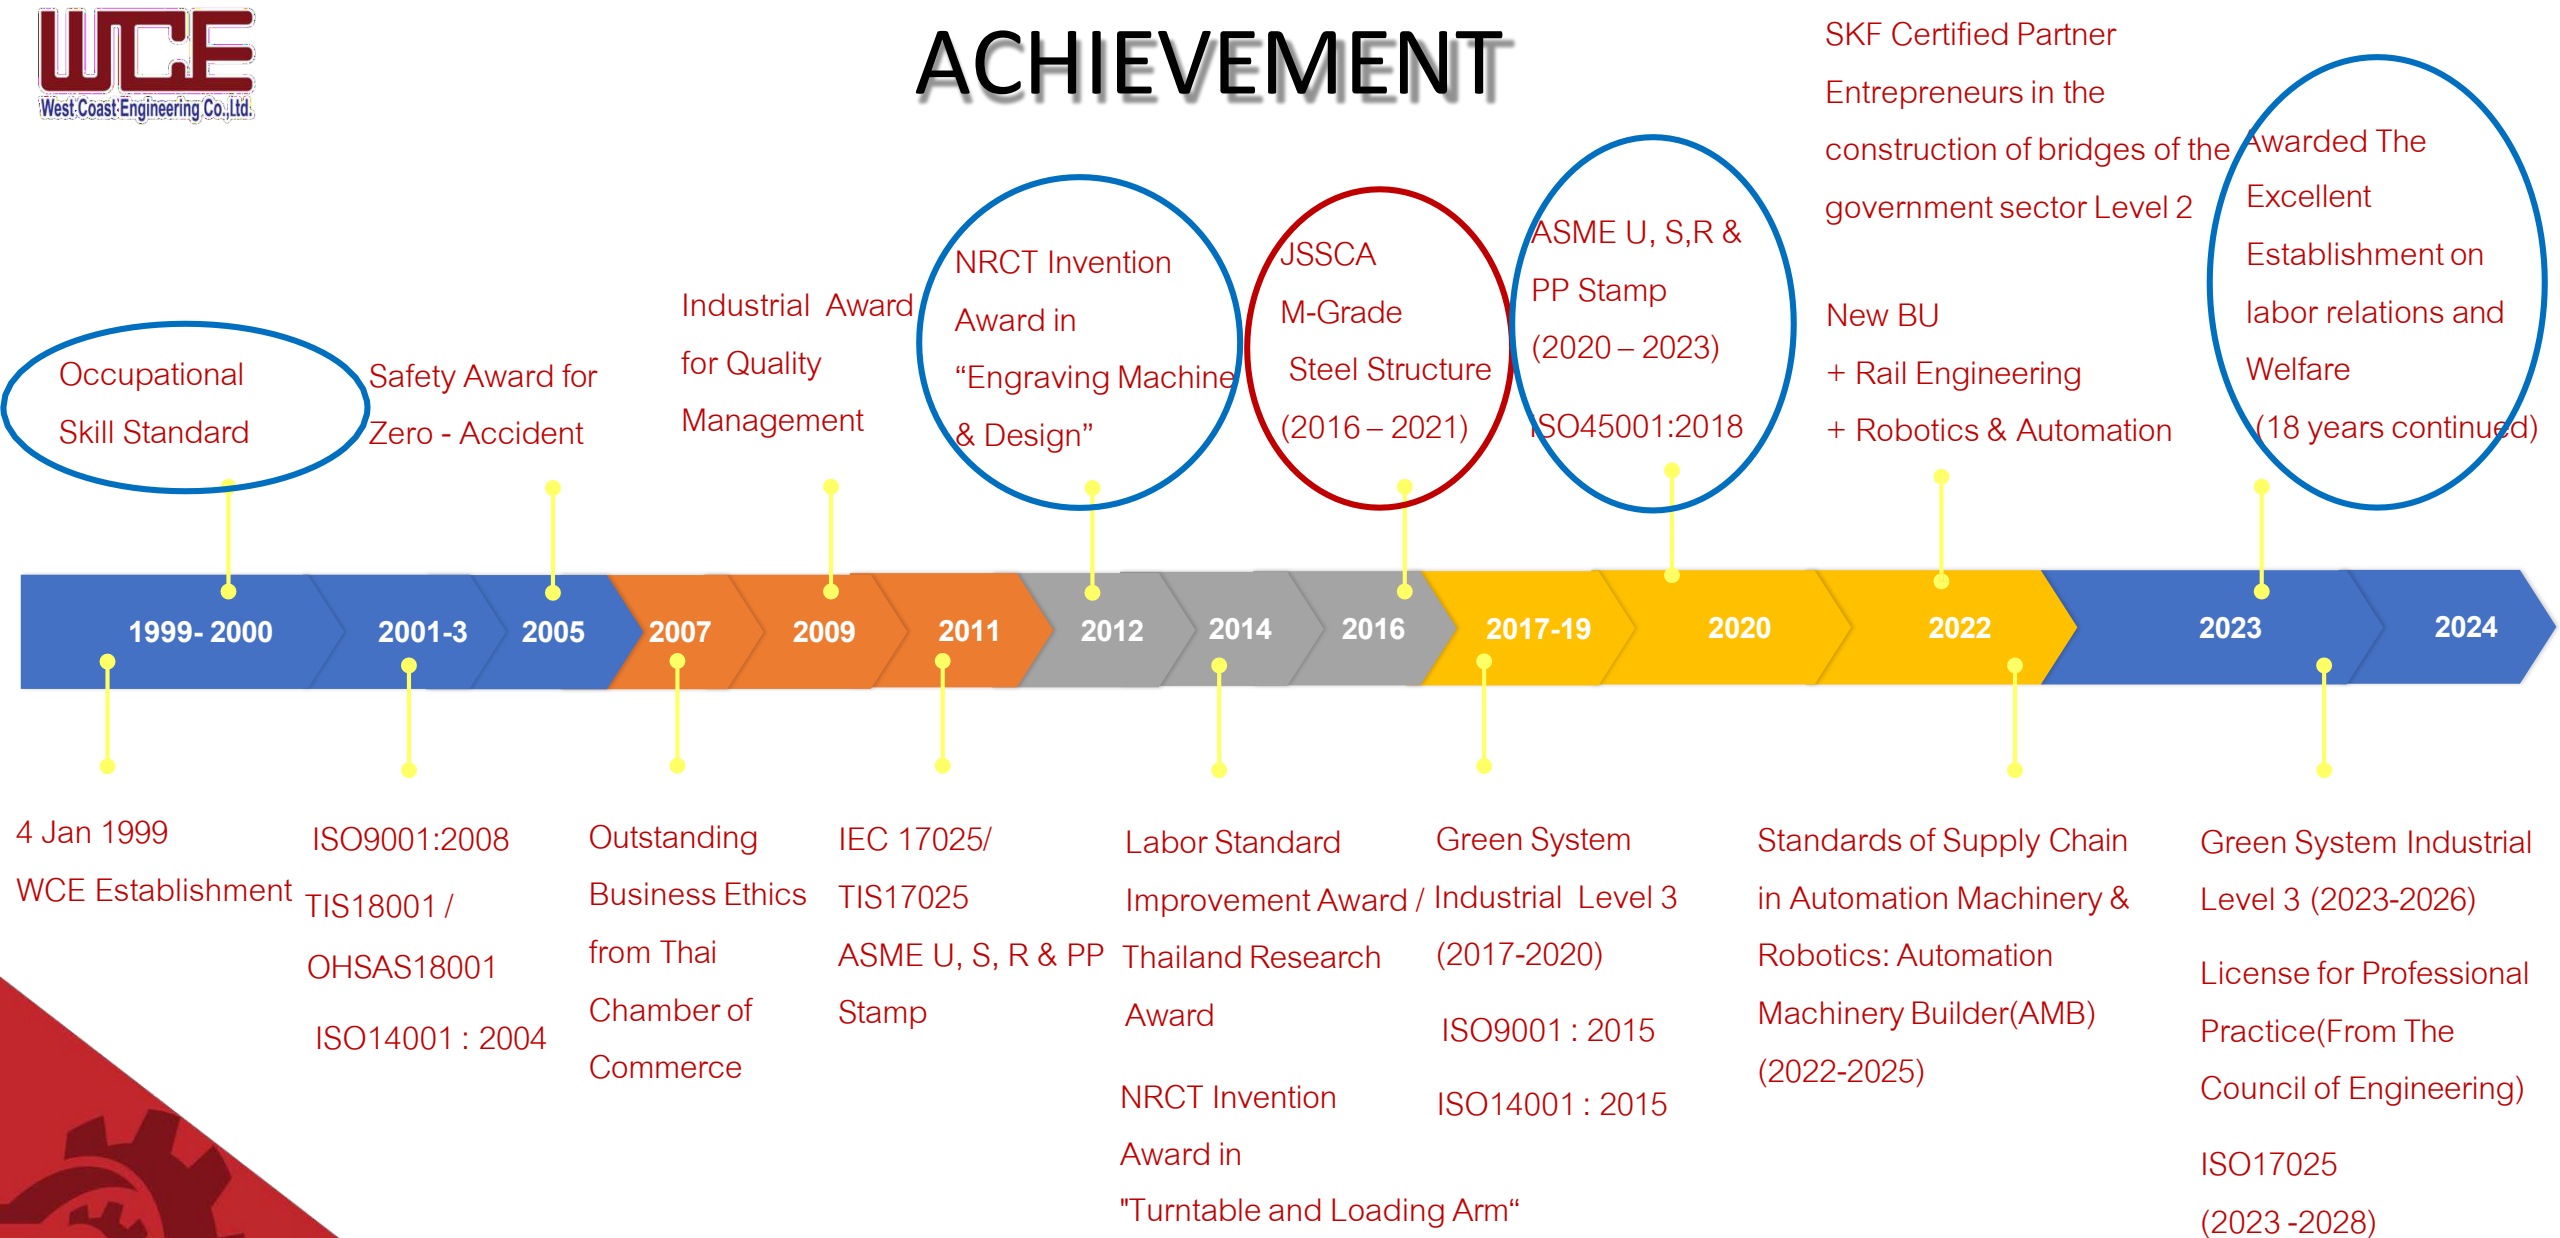 WCE
West Coast Engineering Co.,Ltd.
ACHIEVEMENT
Occupational
Skill Standard
Safety Award for
Zero - Accident
Industrial Award
for Quality
Management
NRCT Invention
Award in
“Engraving Machine
& Design”
JSSCA
M-Grade
Steel Structure
(2016 – 2021)
ASME U, S,R &
PP Stamp
(2020 – 2023)
ISO45001:2018
SKF Certified Partner
Entrepreneurs in the
construction of bridges of the
government sector Level 2
New BU
+ Rail Engineering
+ Robotics & Automation
Awarded The
Excellent
Establishment on
labor relations and
Welfare
(18 years continued)
1999- 2000
2001-3
2005
2007
2009
2011
2012
2014
2016
2017-19
2020
2022
2023
2024
4 Jan 1999
WCE Establishment
ISO9001:2008
TIS18001 /
OHSAS18001
ISO14001 : 2004
Outstanding
Business Ethics
from Thai
Chamber of
Commerce
IEC 17025/
TIS17025
ASME U, S, R & PP
Stamp
Labor Standard
Improvement Award /
Thailand Research
Award
NRCT Invention
Award in
"Turntable and Loading Arm“
Green System
Industrial Level 3
(2017-2020)
ISO9001 : 2015
ISO14001 : 2015
Standards of Supply Chain
in Automation Machinery &
Robotics: Automation
Machinery Builder(AMB)
(2022-2025)
Green System Industrial
Level 3 (2023-2026)
License for Professional
Practice(From The
Council of Engineering)
ISO17025
(2023 -2028)